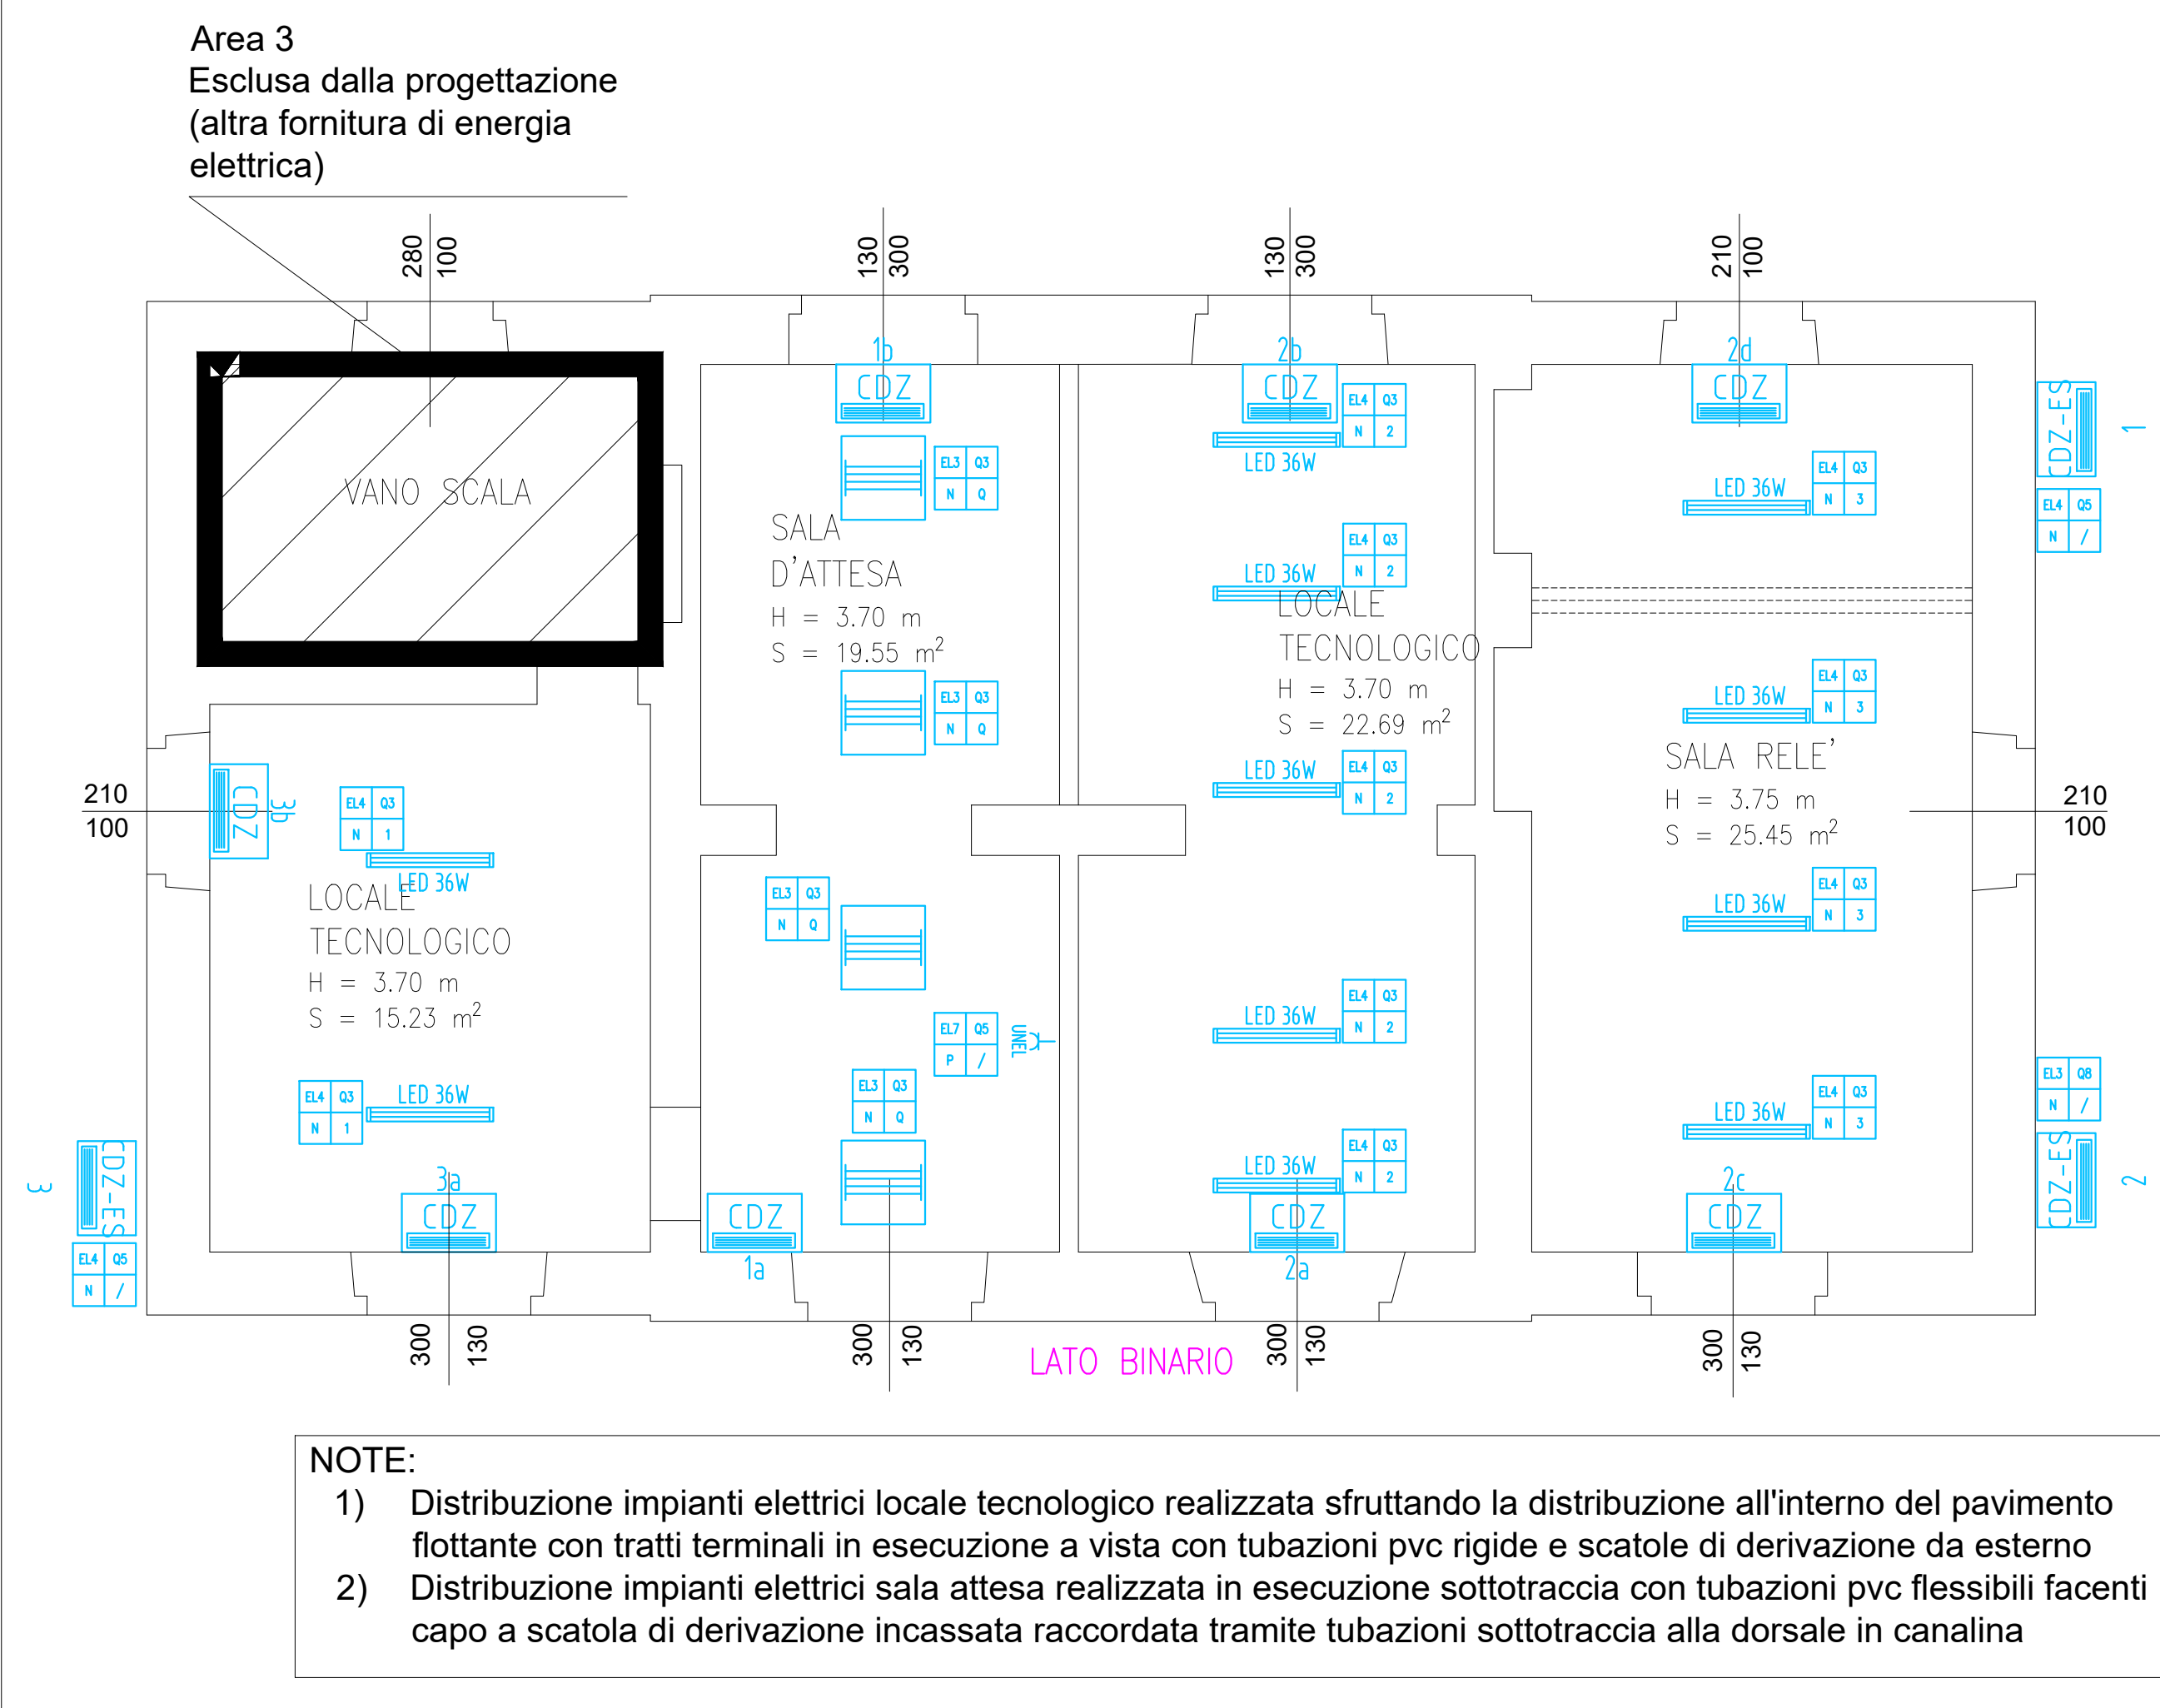 Area 3
Esclusa dalla progettazione
(altra fornitura di energia
elettrica)
280
100
130
300
130
300
210
100
1b
CDZ
2b
CDZ
EL4 Q3
N 2
LED 36W
2d
CDZ
CDZ-ES
1
EL4 Q5
N /
VANO SCALA
EL3 Q3
N Q
SALA
D'ATTESA
H = 3.70 m
S = 19.55 m²
EL3 Q3
N Q
EL4 Q3
N 2
LED 36W
LOCALE
TECNOLOGICO
H = 3.70 m
S = 22.69 m²
LED 36W
EL4 Q3
N 2
LED 36W
EL4 Q3
N 3
LED 36W
EL4 Q3
N 3
SALA RELE'
H = 3.75 m
S = 25.45 m²
210
100
210
100
CDZ
3b
EL4 Q3
N 1
LED 36W
LOCALE
TECNOLOGICO
H = 3.70 m
S = 15.23 m²
EL3 Q3
N Q
LED 36W
EL4 Q3
N 3
EL7 Q5
P /
UNEL
LED 36W
EL4 Q3
N 2
EL3 Q8
N /
CDZ-ES
2
EL4 Q3
N 1
LED 36W
EL3 Q3
N Q
LED 36W
EL4 Q3
N 2
LED 36W
EL4 Q3
N 3
3
CDZ-ES
EL4 Q5
N /
3a
CDZ
CDZ
1a
CDZ
2a
2c
CDZ
300
130
300
130
LATO BINARIO
300
130
300
130
NOTE:
1) Distribuzione impianti elettrici locale tecnologico realizzata sfruttando la distribuzione all'interno del pavimento
flottante con tratti terminali in esecuzione a vista con tubazioni pvc rigide e scatole di derivazione da esterno
2) Distribuzione impianti elettrici sala attesa realizzata in esecuzione sottotraccia con tubazioni pvc flessibili facenti
capo a scatola di derivazione incassata raccordata tramite tubazioni sottotraccia alla dorsale in canalina